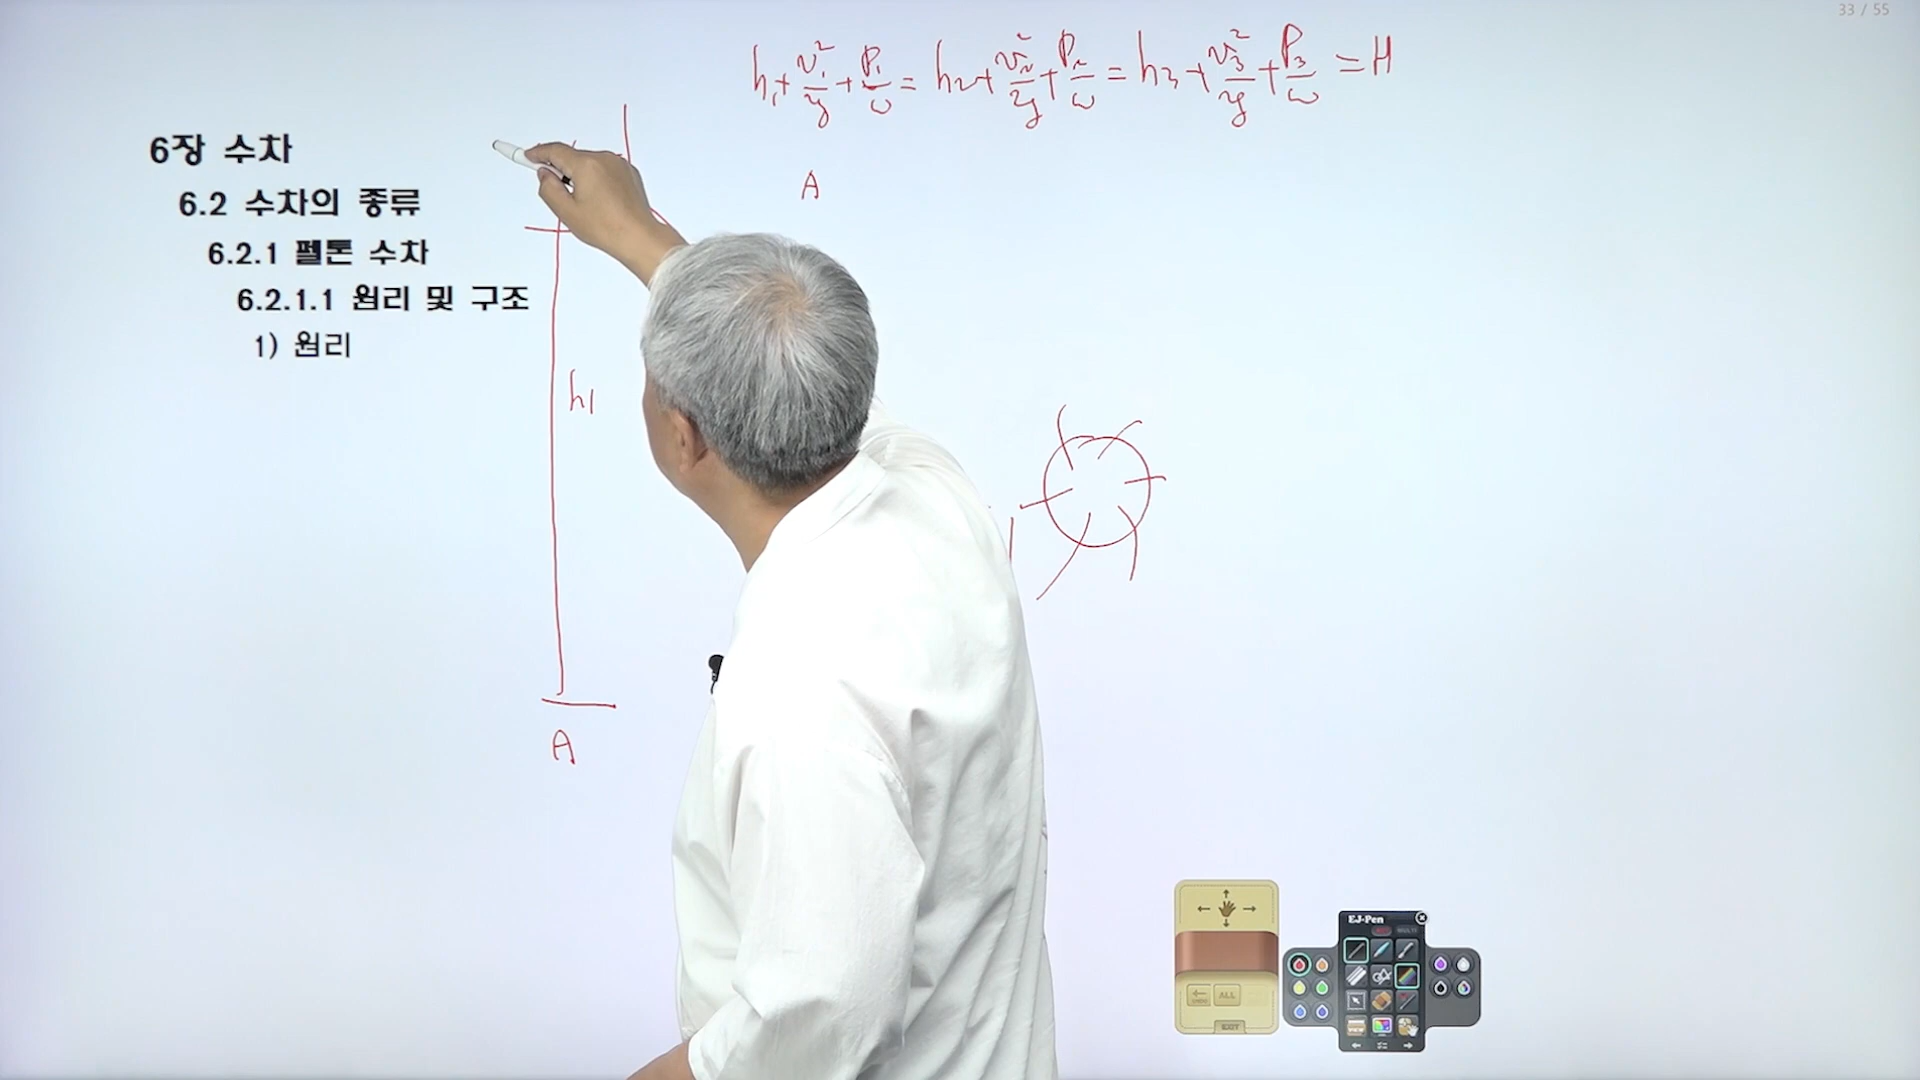 33 / 55
h₁+v₁²/2g+P₁/ω=h₂+v₂²/2g+P₂/ω=h₃+v₃²/2g+P₃/ω=H
6장 수차
A
6.2 수차의 종류
6.2.1 펠톤 수차
6.2.1.1 원리 및 구조
1) 원리
h1
A
EJ-Pen
ALL
EXIT